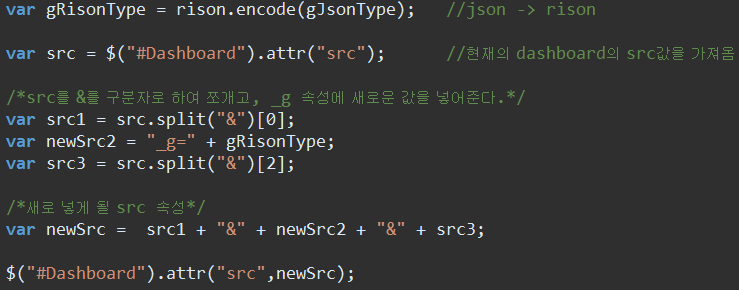 var gRisonType = rison.encode(gJsonType);   //json -> rison
var src = $("#Dashboard").attr("src");      //현재의 dashboard의 src값을 가져옴
/*src를 &를 구분자로 하여 쪼개고, _g 속성에 새로운 값을 넣어준다.*/
var src1 = src.split("&")[0];
var newSrc2 = "_g=" + gRisonType;
var src3 = src.split("&")[2];
/*새로 넣게 될 src 속성*/
var newSrc =  src1 + "&" + newSrc2 + "&" + src3;
$("#Dashboard").attr("src",newSrc);